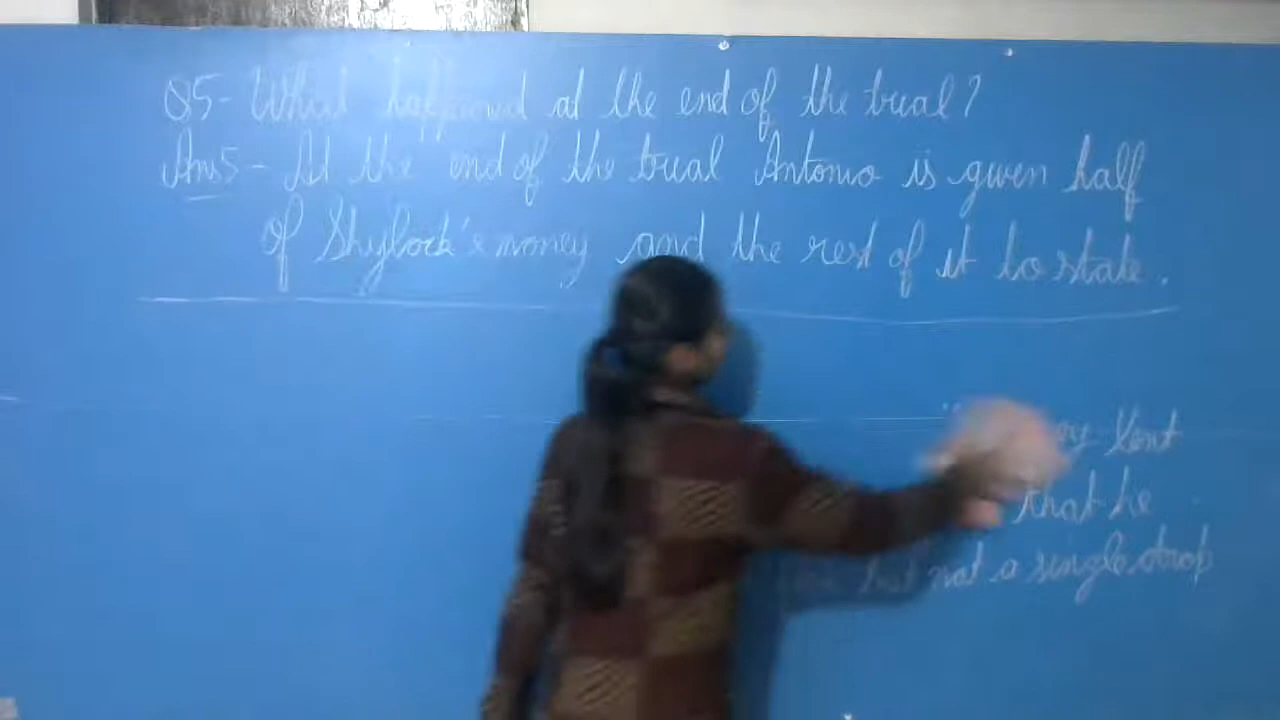 Q5- What happened at the end of the trial?
Ans5- At the end of the trial Antonio is given half
of Shylock's money and the rest of it to state.
that he
not a single drop